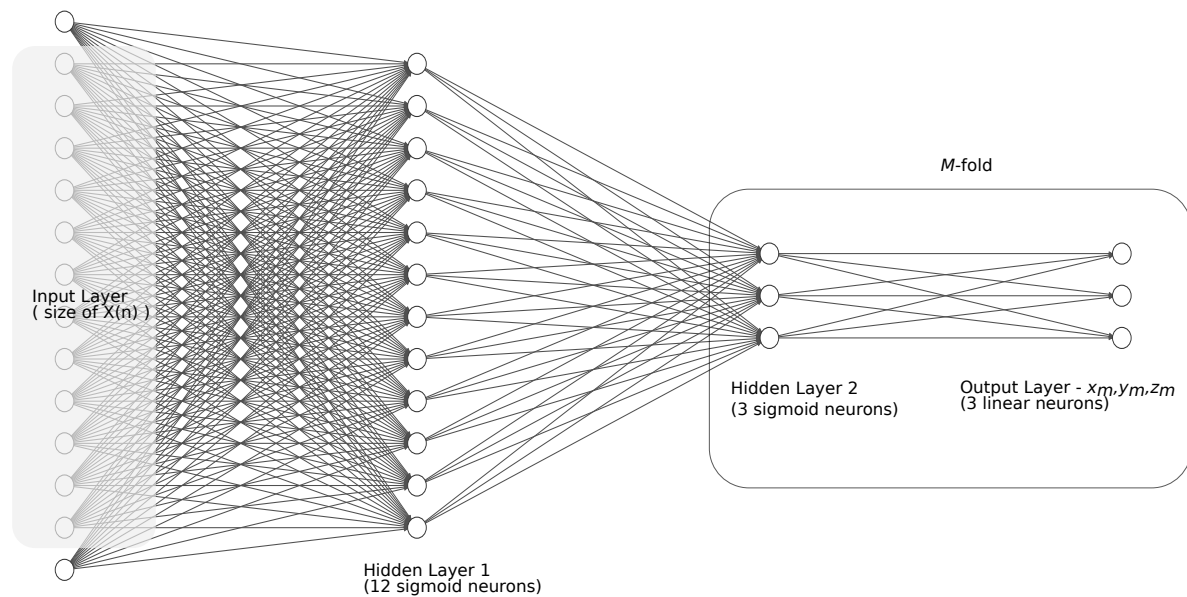 M-fold
Input Layer
( size of X(n) )
Hidden Layer 2
(3 sigmoid neurons)
Output Layer - xm,ym,zm
(3 linear neurons)
Hidden Layer 1
(12 sigmoid neurons)